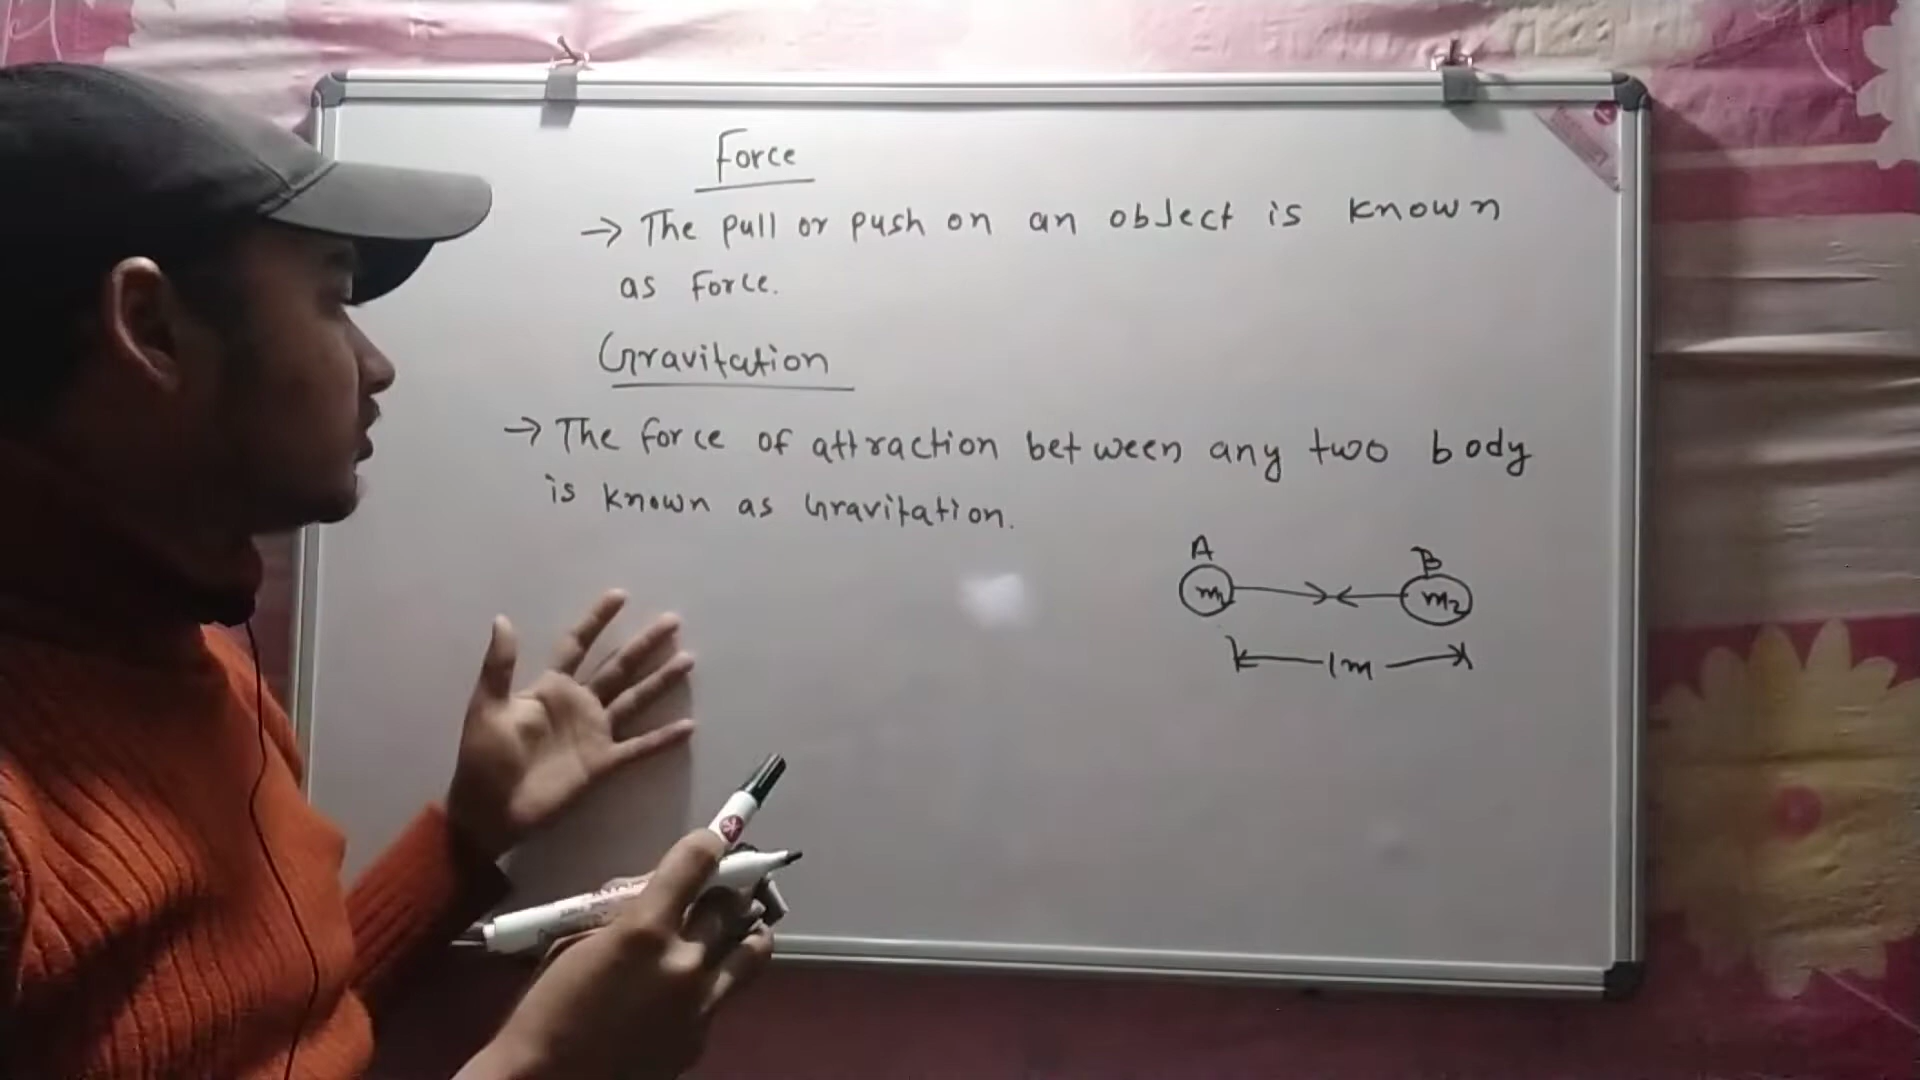 Force
→ The pull or push on an object is known
as Force.
Gravitation
→ The force of attraction between any two body
is known as Gravitation.
A B
m1 m2
1m